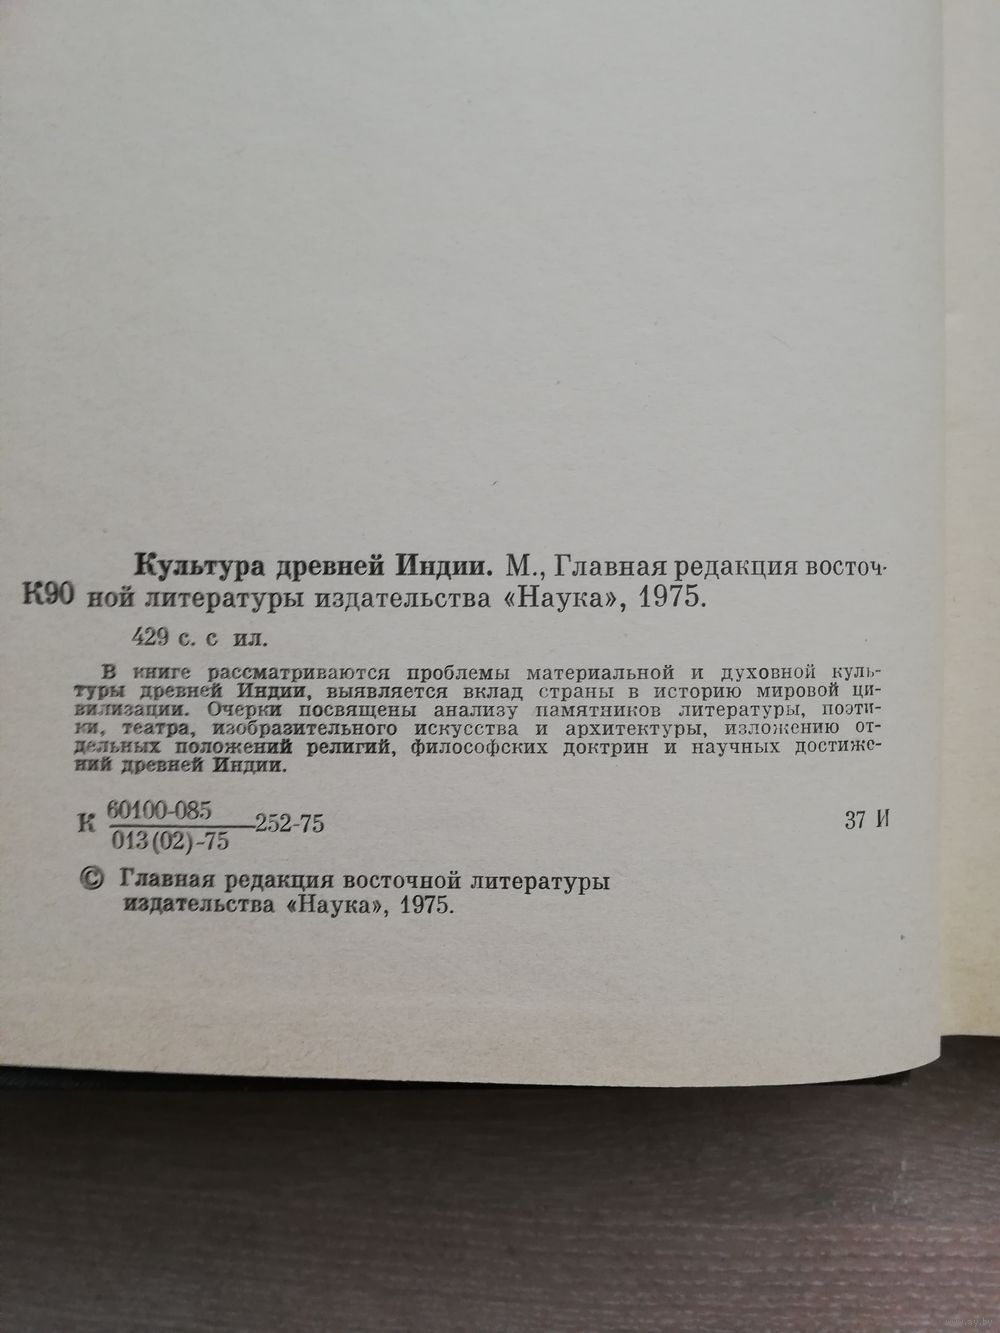 Культура древней Индии. М., Главная редакция восточ-
К90 ной литературы издательства «Наука», 1975.
429 с. с ил.
В книге рассматриваются проблемы материальной и духовной куль-
туры древней Индии, выявляется вклад страны в историю мировой ци-
вилизации. Очерки посвящены анализу памятников литературы, поэти-
ки, театра, изобразительного искусства и архитектуры, изложению от-
дельных положений религий, философских доктрин и научных достиже-
ний древней Индии.
К 60100-085
013(02)-75 —252-75 37 И
© Главная редакция восточной литературы
издательства «Наука», 1975.
www.ay.by